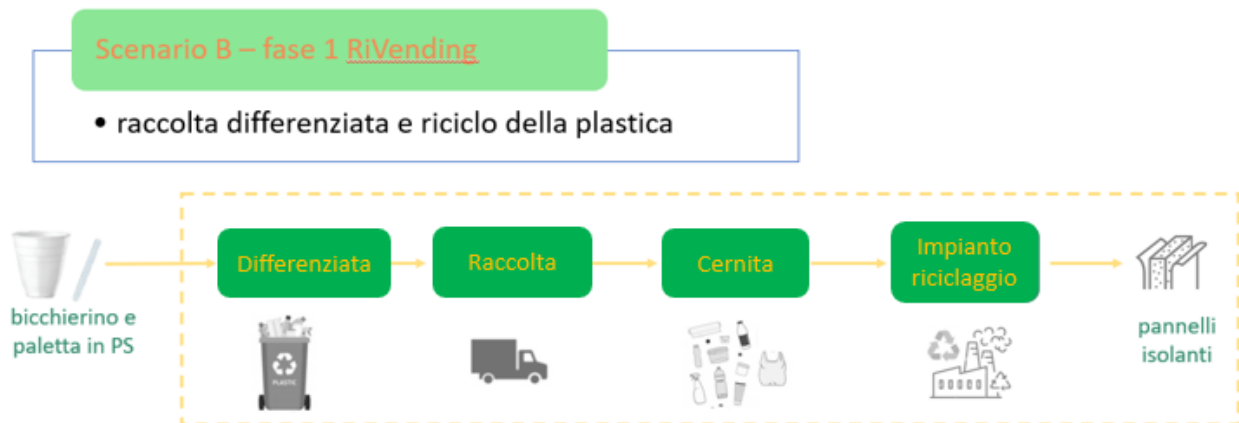 Scenario B – fase 1 RiVending
• raccolta differenziata e riciclo della plastica
Differenziata
Raccolta
Cernita
Impianto
riciclaggio
bicchierino e
paletta in PS
pannelli
isolanti
PLASTIC